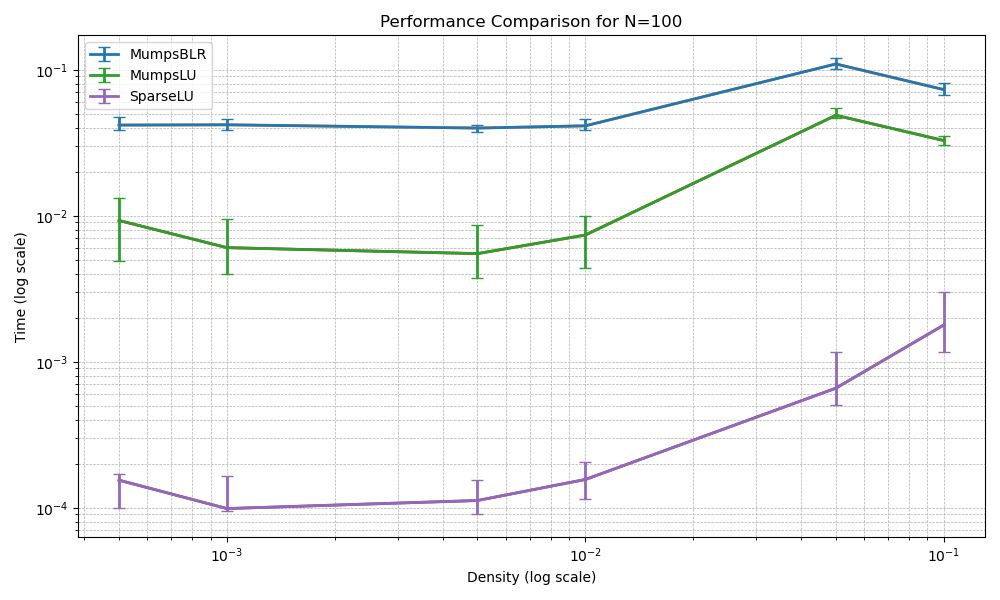 Performance Comparison for N=100
MumpsBLR
MumpsLU
SparseLU
Time (log scale)
10⁻¹
10⁻²
10⁻³
10⁻⁴
10⁻³ 10⁻² 10⁻¹
Density (log scale)